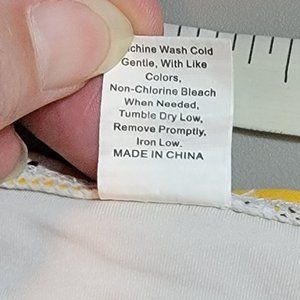 chine Wash Cold
Gentle, With Like
Colors,
Non-Chlorine Bleach
When Needed,
Tumble Dry Low,
Remove Promptly,
Iron Low.
MADE IN CHINA